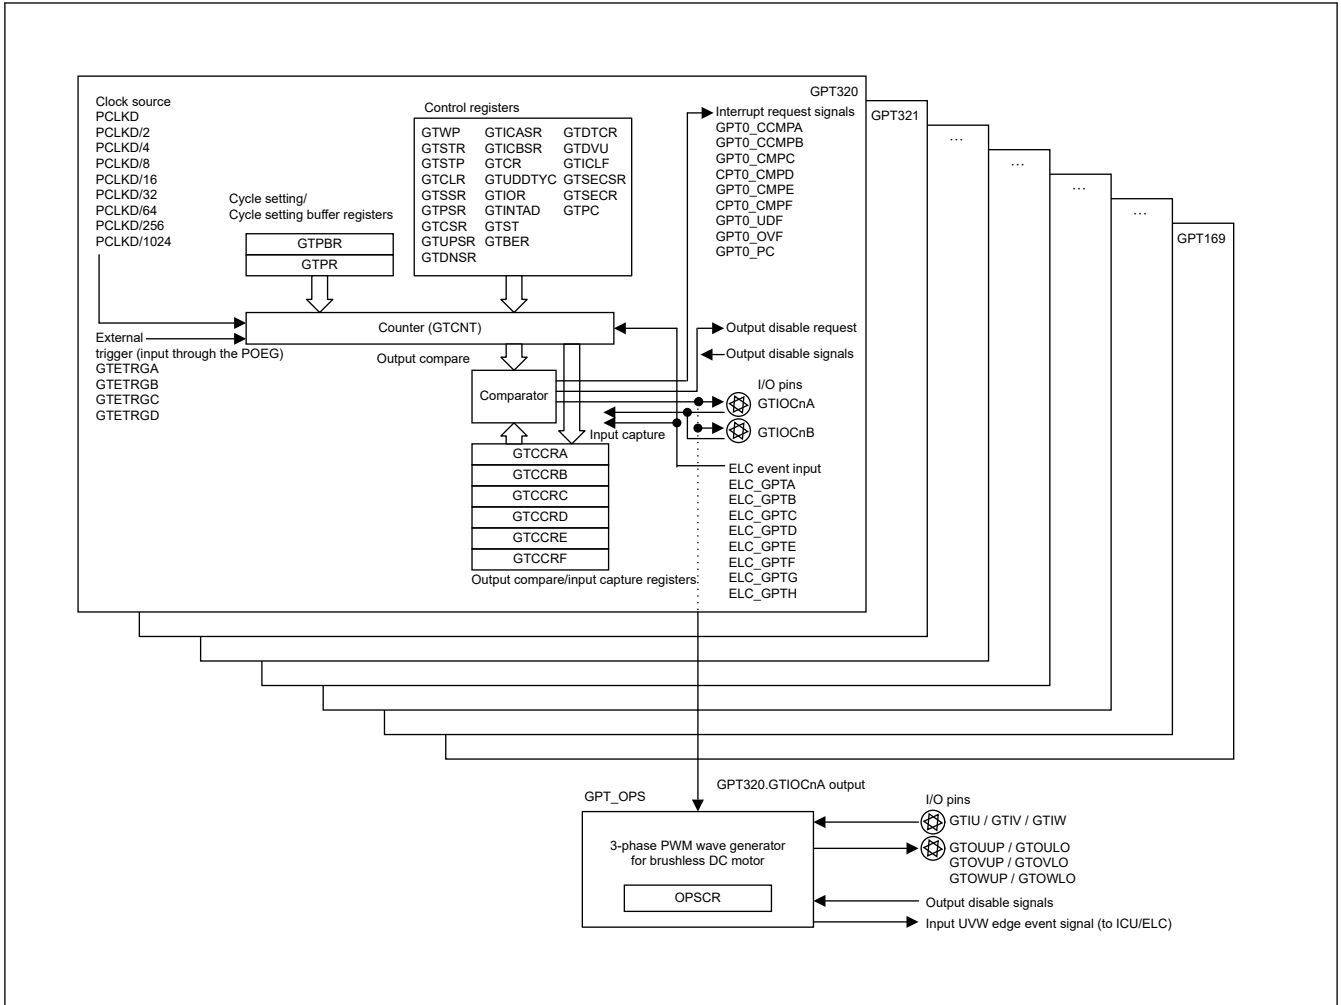 GPT320
GPT321
…
…
…
…
GPT169
Clock source
PCLKD
PCLKD/2
PCLKD/4
PCLKD/8
PCLKD/16
PCLKD/32
PCLKD/64
PCLKD/256
PCLKD/1024
Cycle setting/
Cycle setting buffer registers
GTPBR
GTPR
Control registers
GTWP GTICASR GTDTCR
GTSTR GTICBSR GTDVU
GTSTP GTCR GTICLF
GTCLR GTUDDTYC GTSECSR
GTSSR GTIOR GTSECR
GTPSR GTINTAD GTPC
GTCSR GTST
GTUPSR GTBER
GTDNSR
Interrupt request signals
GPT0_CCMPA
GPT0_CCMPB
GPT0_CMPC
CPT0_CMPD
GPT0_CMPE
CPT0_CMPF
GPT0_UDF
GPT0_OVF
GPT0_PC
Counter (GTCNT)
External
trigger (input through the POEG)
GTETRGA
GTETRGB
GTETRGC
GTETRGD
Output compare
Comparator
Output disable request
Output disable signals
I/O pins
GTIOCnA
GTIOCnB
Input capture
GTCCRA
GTCCRB
GTCCRC
GTCCRD
GTCCRE
GTCCRF
Output compare/input capture registers
ELC event input
ELC_GPTA
ELC_GPTB
ELC_GPTC
ELC_GPTD
ELC_GPTE
ELC_GPTF
ELC_GPTG
ELC_GPTH
GPT320.GTIOCnA output
GPT_OPS
3-phase PWM wave generator
for brushless DC motor
OPSCR
I/O pins
GTIU / GTIV / GTIW
GTOUUP / GTOULO
GTOVUP / GTOVLO
GTOWUP / GTOWLO
Output disable signals
Input UVW edge event signal (to ICU/ELC)